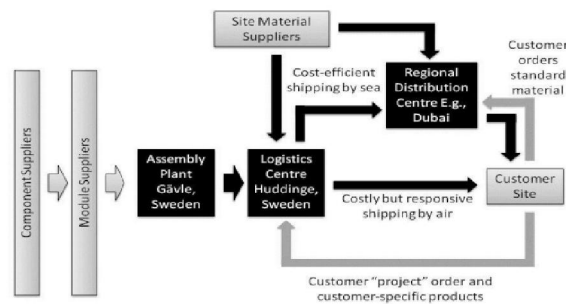 Component Suppliers
Module Suppliers
Site Material
Suppliers
Cost-efficient
shipping by sea
Regional
Distribution
Centre E.g.,
Dubai
Customer
orders
standard
material
Assembly
Plant
Gävle,
Sweden
Logistics
Centre
Huddinge,
Sweden
Costly but responsive
shipping by air
Customer
Site
Customer “project” order and
customer-specific products